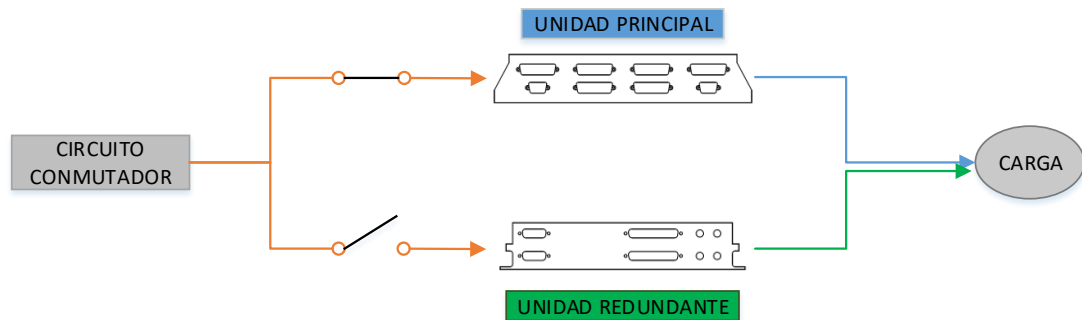 UNIDAD PRINCIPAL
CIRCUITO
CONMUTADOR
CARGA
UNIDAD REDUNDANTE